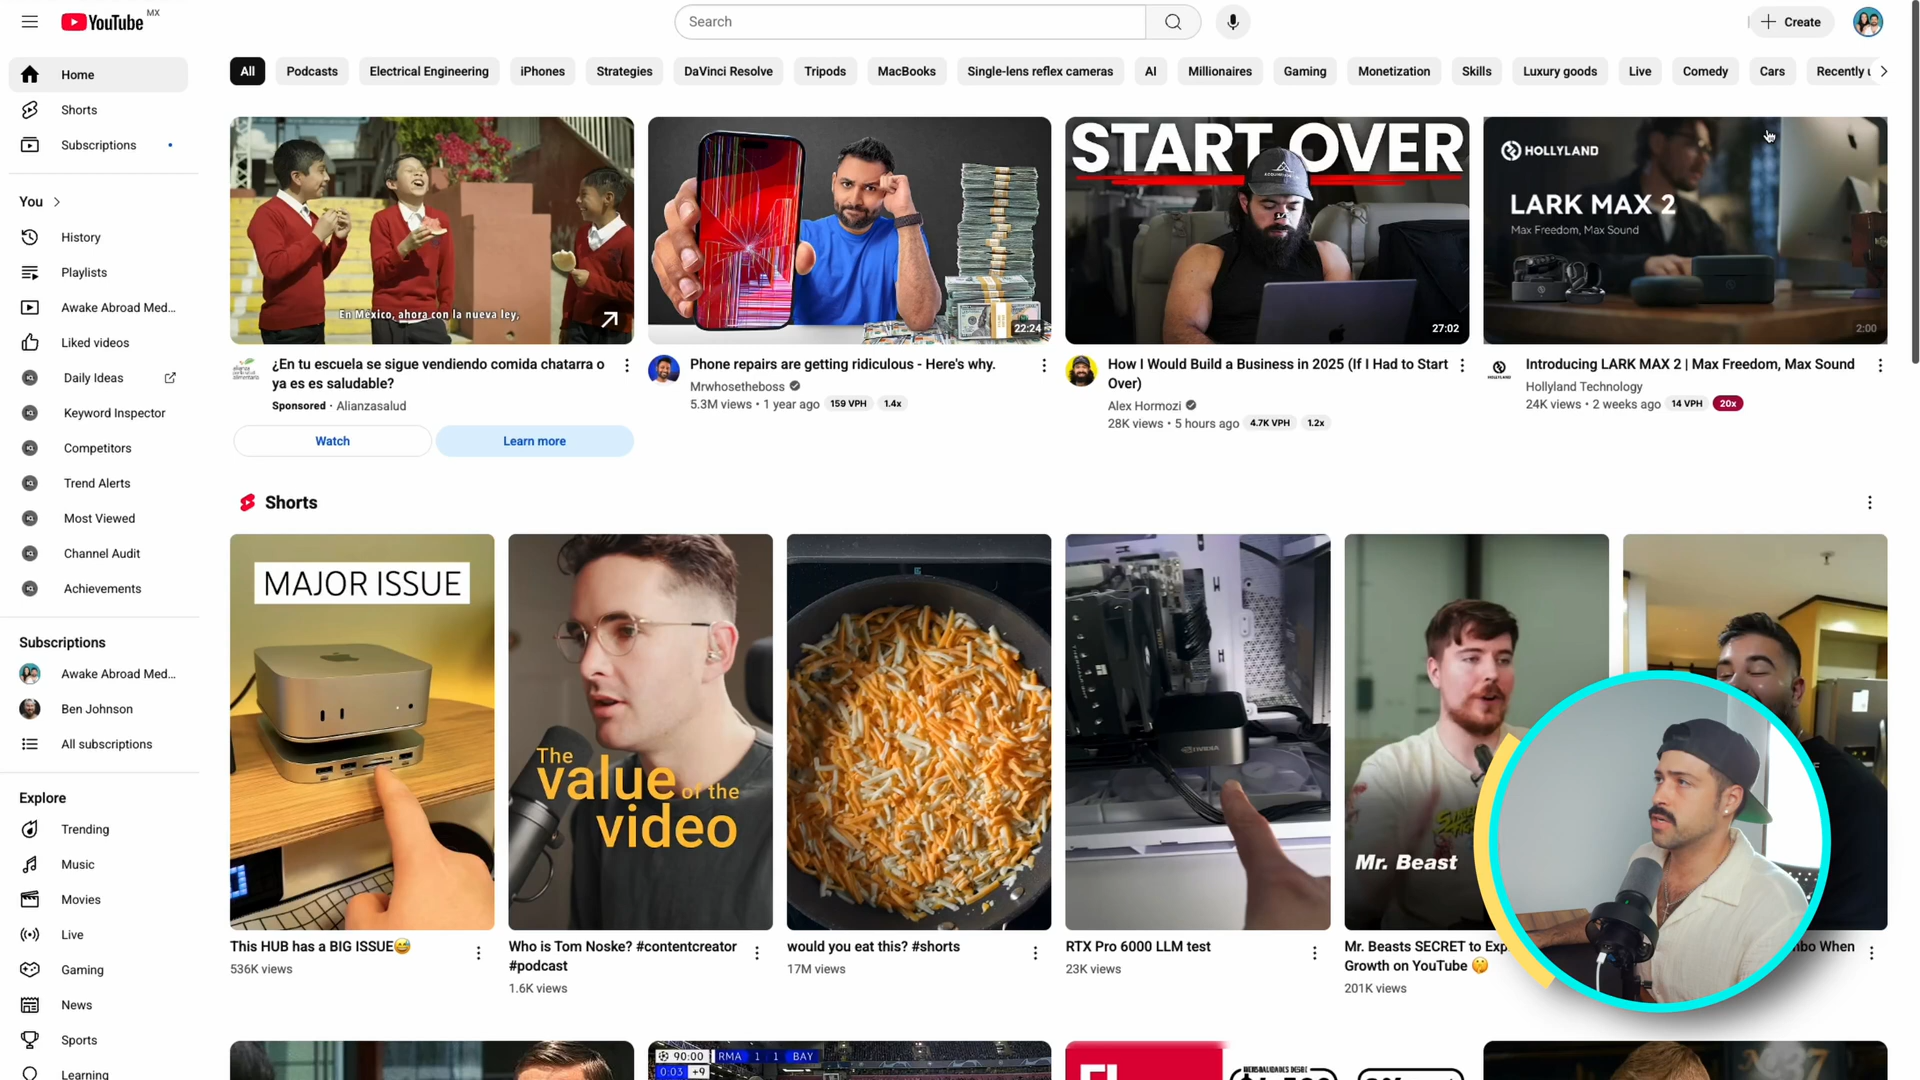 YouTube MX
Search
Create
Home
Shorts
Subscriptions
You
History
Playlists
Awake Abroad Med...
Liked videos
Daily Ideas
Keyword Inspector
Competitors
Trend Alerts
Most Viewed
Channel Audit
Achievements
Subscriptions
Awake Abroad Med...
Ben Johnson
All subscriptions
Explore
Trending
Music
Movies
Live
Gaming
News
Sports
Learning
All Podcasts Electrical Engineering iPhones Strategies DaVinci Resolve Tripods MacBooks Single-lens reflex cameras AI Millionaires Gaming Monetization Skills Luxury goods Live Comedy Cars Recently
En México, ahora con la nueva ley,
¿En tu escuela se sigue vendiendo comida chatarra o
ya es es saludable?
Sponsored • Alianzasalud
Watch
Learn more
22:24
Phone repairs are getting ridiculous - Here's why.
Mrwhosetheboss
5.3M views • 1 year ago 159 VPH 1.4x
START OVER
27:02
How I Would Build a Business in 2025 (If I Had to Start
Over)
Alex Hormozi
28K views • 5 hours ago 4.7K VPH 1.2x
HOLLYLAND
LARK MAX 2
Max Freedom, Max Sound
2:00
Introducing LARK MAX 2 | Max Freedom, Max Sound
Hollyland Technology
24K views • 2 weeks ago 14 VPH 20x
Shorts
MAJOR ISSUE
This HUB has a BIG ISSUE😅
536K views
The
value of the
video
Who is Tom Noske? #contentcreator
#podcast
1.6K views
would you eat this? #shorts
17M views
NVIDIA
RTX Pro 6000 LLM test
23K views
Mr. Beast
Mr. Beasts SECRET to Exp
Growth on YouTube 🤫
201K views
When
90:00 RMA 1 1 BAY
0:03 +9